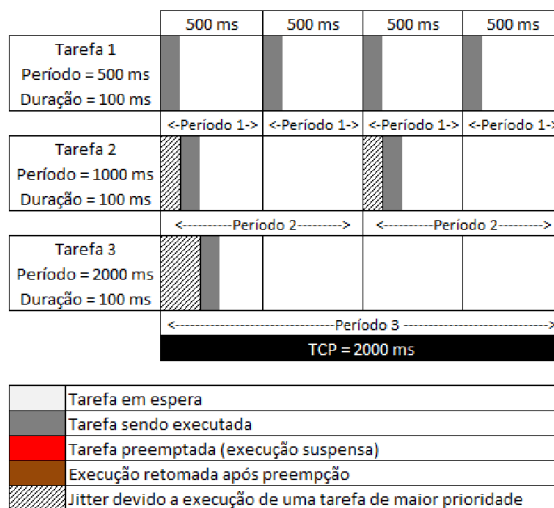 500 ms 500 ms 500 ms 500 ms
Tarefa 1
Período = 500 ms
Duração = 100 ms
<-Período 1-> <-Período 1-> <-Período 1-> <-Período 1->
Tarefa 2
Período = 1000 ms
Duração = 100 ms
<---------Período 2--------> <---------Período 2-------->
Tarefa 3
Período = 2000 ms
Duração = 100 ms
<-------------------------Período 3 ------------------------>
TCP = 2000 ms
Tarefa em espera
Tarefa sendo executada
Tarefa preemptada (execução suspensa)
Execução retomada após preempção
Jitter devido a execução de uma tarefa de maior prioridade